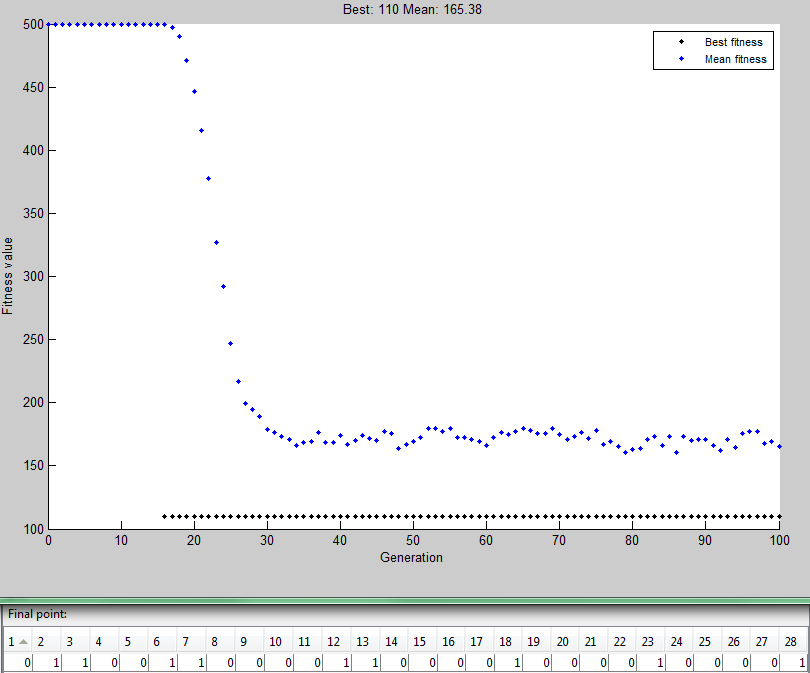 Best: 110 Mean: 165.38
500
Best fitness
Mean fitness
450
400
350
300
250
200
150
100
Fitness value
0 10 20 30 40 50 60 70 80 90 100
Generation
Final point:
1 2 3 4 5 6 7 8 9 10 11 12 13 14 15 16 17 18 19 20 21 22 23 24 25 26 27 28
0 1 1 0 0 1 1 0 0 0 0 1 1 0 0 0 0 1 0 0 0 0 1 0 0 0 0 1